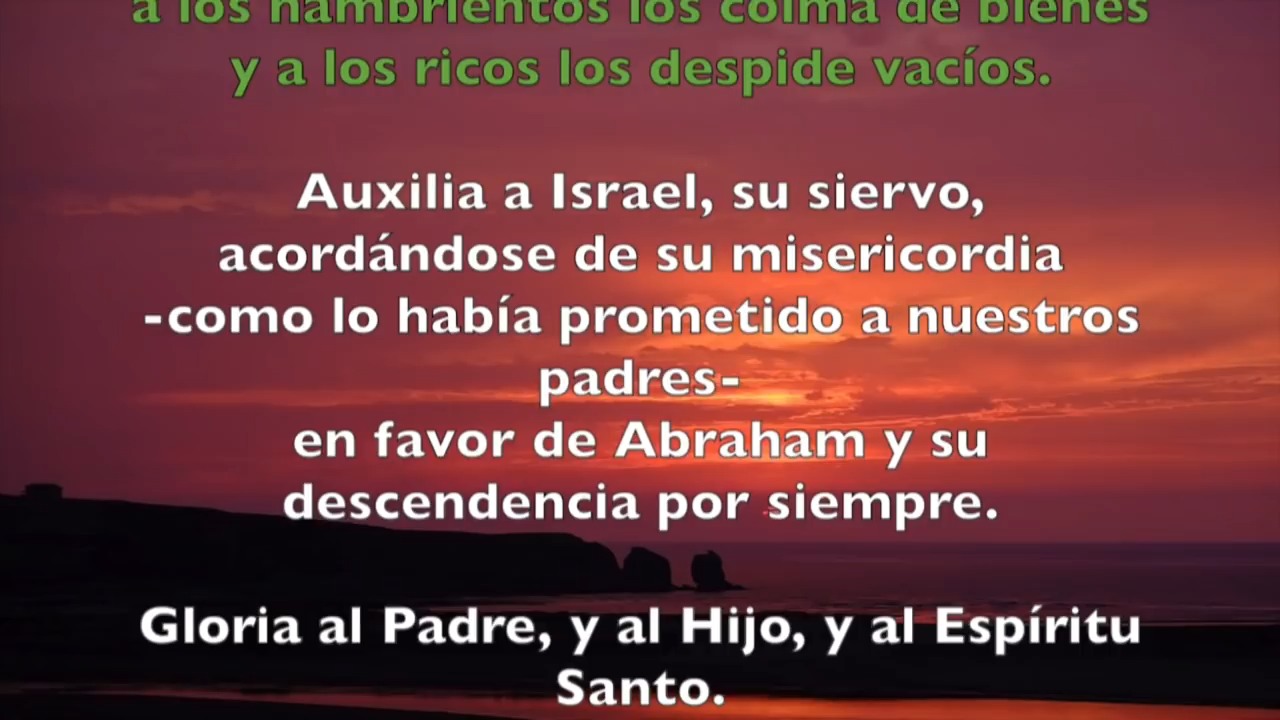 a los hambrientos los colma de bienes
y a los ricos los despide vacíos.
Auxilia a Israel, su siervo,
acordándose de su misericordia
-como lo había prometido a nuestros
padres-
en favor de Abraham y su
descendencia por siempre.
Gloria al Padre, y al Hijo, y al Espíritu
Santo.